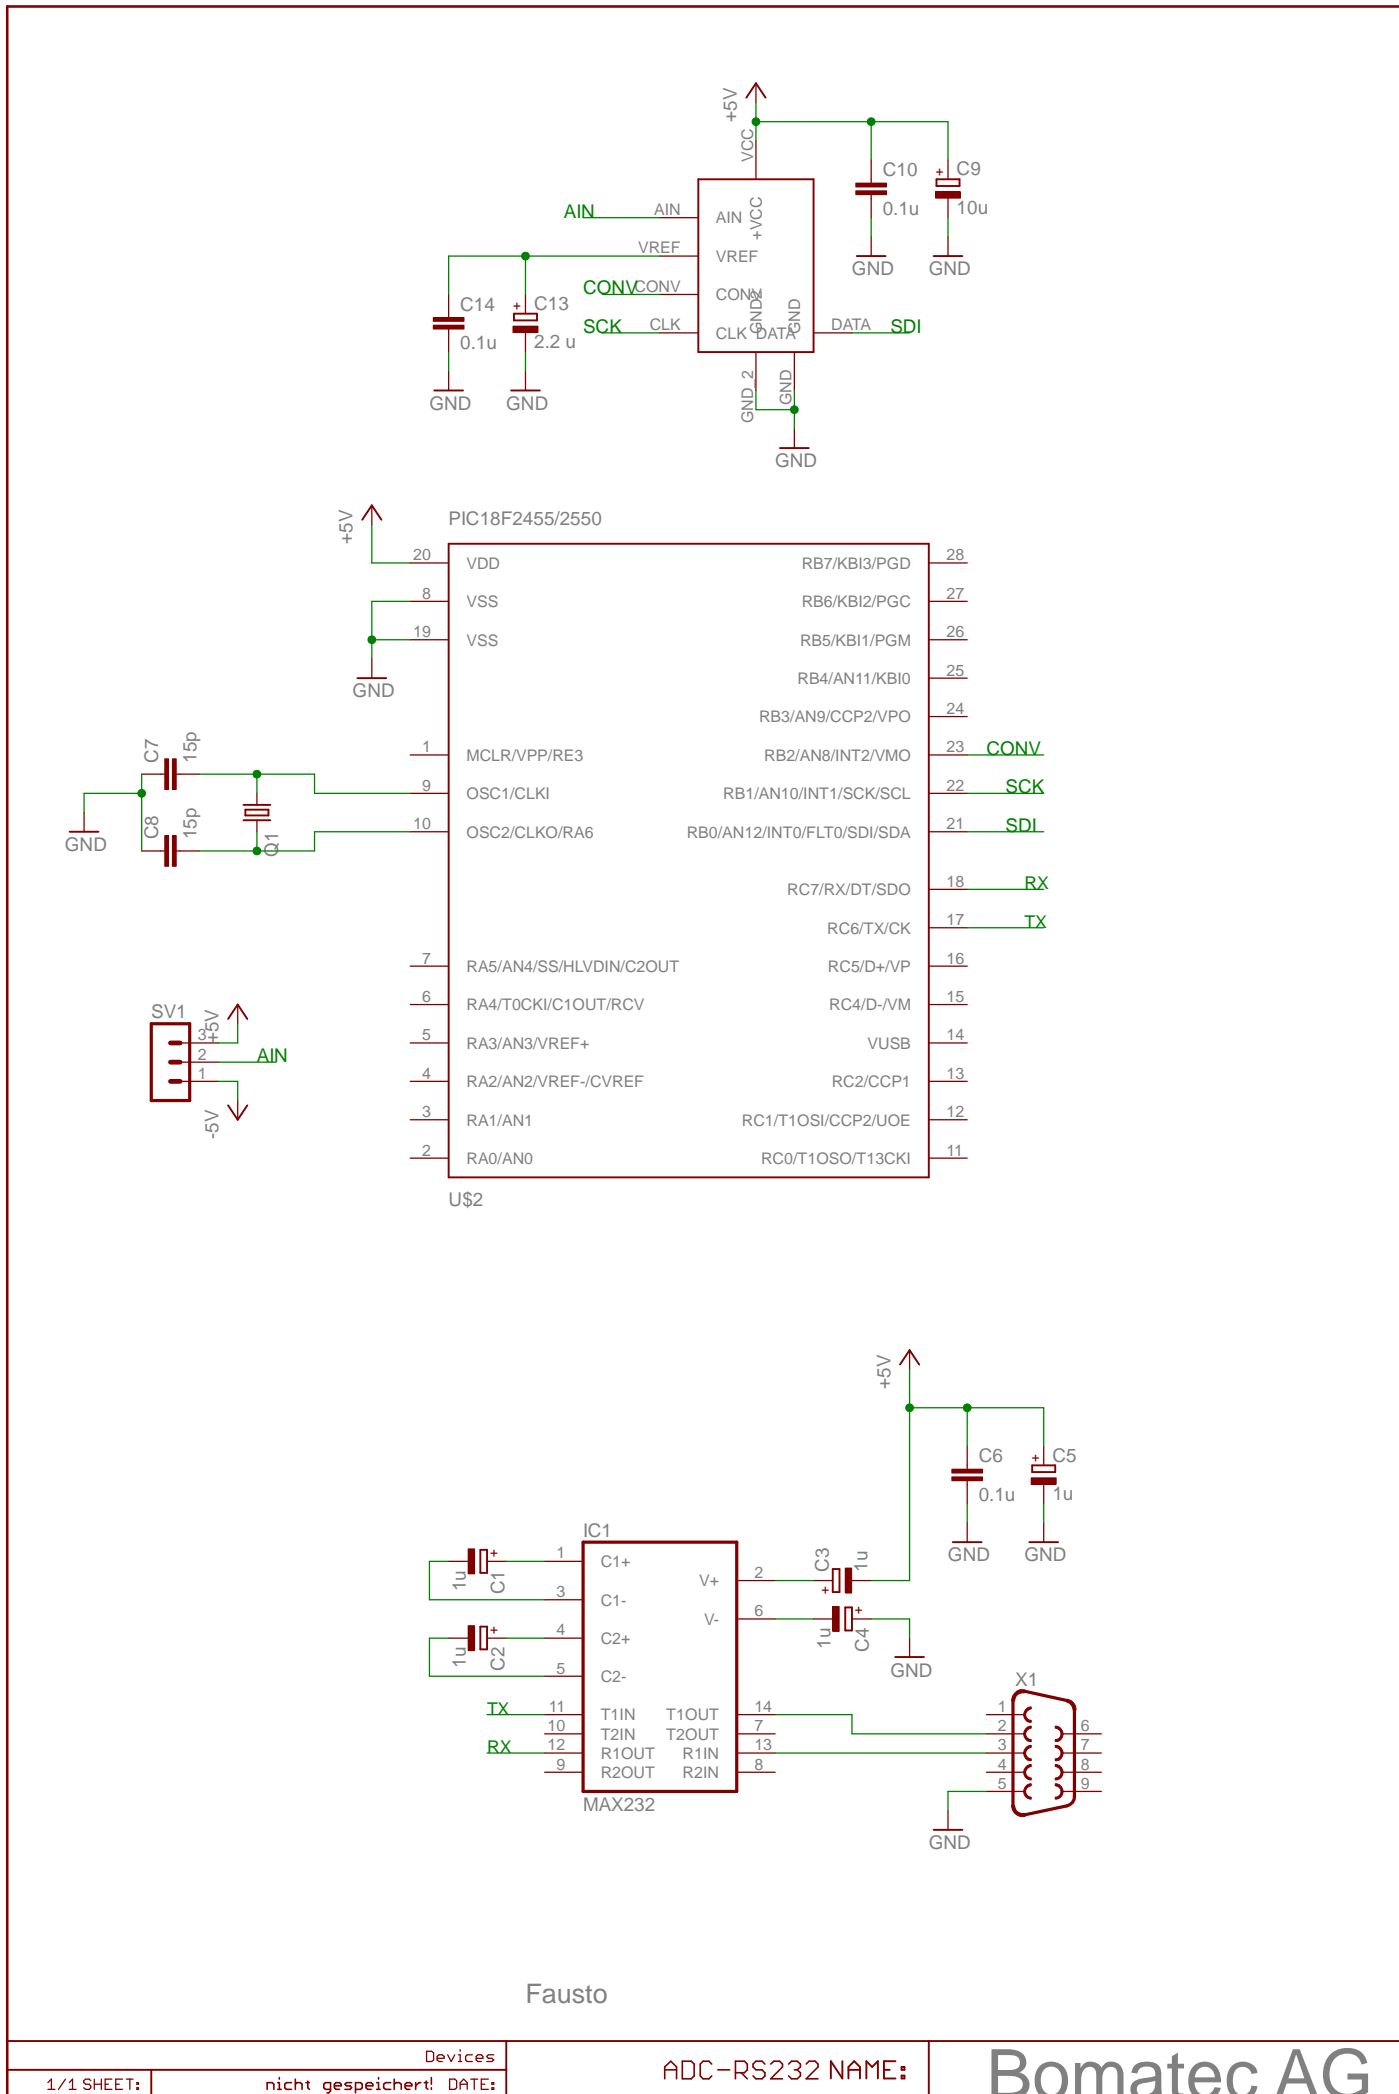 +5V
VCC
C10
C9
+
0.1u
10u
GND
GND
AIN
AIN
AIN
+VCC
VREF
VREF
CONV
CONV
CONV
SCK
CLK
CLK
DATA
GND2
GND
DATA
SDI
C14
+
C13
0.1u
2.2 u
GND
GND
GND_2
GND
GND
PIC18F2455/2550
+5V
20
VDD
8
VSS
19
VSS
GND
1
MCLR/VPP/RE3
9
OSC1/CLKI
10
OSC2/CLKO/RA6
7
RA5/AN4/SS/HLVDIN/C2OUT
6
RA4/T0CKI/C1OUT/RCV
5
RA3/AN3/VREF+
4
RA2/AN2/VREF-/CVREF
3
RA1/AN1
2
RA0/AN0
RB7/KBI3/PGD
28
RB6/KBI2/PGC
27
RB5/KBI1/PGM
26
RB4/AN11/KBI0
25
RB3/AN9/CCP2/VPO
24
RB2/AN8/INT2/VMO
23
CONV
RB1/AN10/INT1/SCK/SCL
22
SCK
RB0/AN12/INT0/FLT0/SDI/SDA
21
SDI
RC7/RX/DT/SDO
18
RX
RC6/TX/CK
17
TX
RC5/D+/VP
16
RC4/D-/VM
15
VUSB
14
RC2/CCP1
13
RC1/T1OSI/CCP2/UOE
12
RC0/T1OSO/T13CKI
11
U$2
C7
15p
C8
15p
Q1
GND
SV1
3
+5V
2
AIN
1
-5V
+5V
C6
+
C5
0.1u
1u
GND
GND
IC1
1
C1+
3
C1-
4
C2+
5
C2-
+
1u
C1
+
1u
C2
V+
2
V-
6
C3
1u
+
+
1u
C4
GND
TX
11
T1IN
T1OUT
14
10
T2IN
T2OUT
7
RX
12
R1OUT
R1IN
13
9
R2OUT
R2IN
8
MAX232
X1
1
2
3
4
5
6
7
8
9
GND
Fausto
Devices
1/1 SHEET:
nicht gespeichert! DATE:
ADC-RS232 NAME:
Bomatec AG